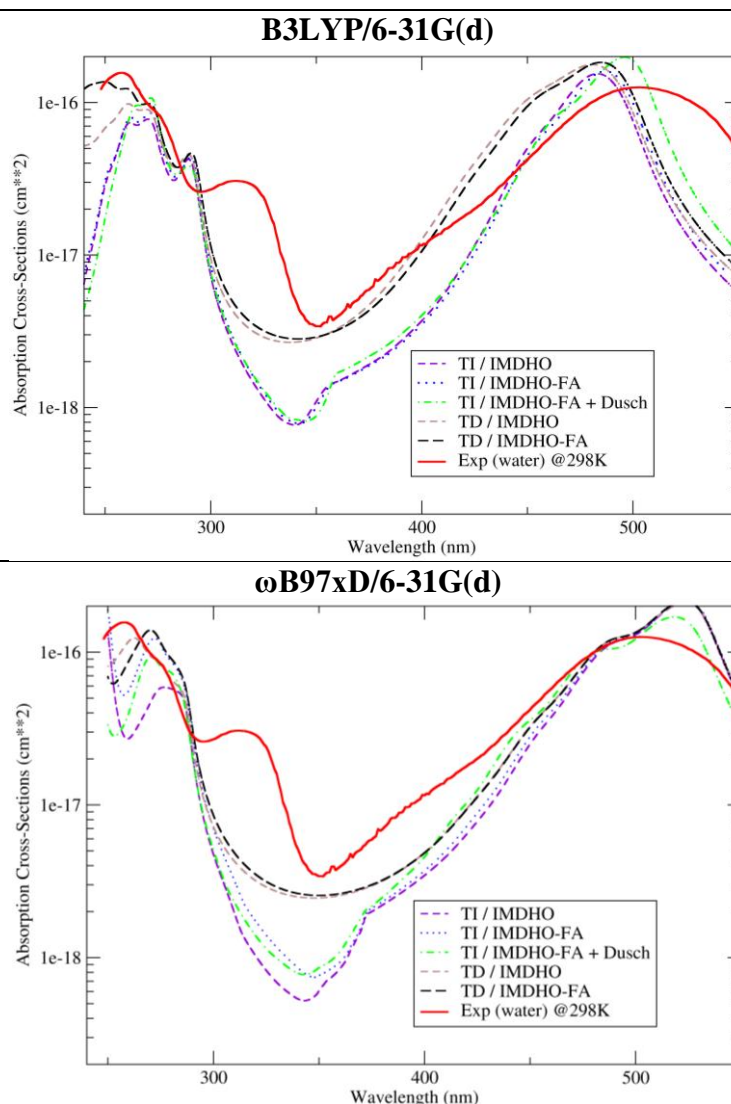 B3LYP/6-31G(d)
Absorption Cross-Sections (cm**2)
1e-16
1e-17
1e-18
TI / IMDHO
TI / IMDHO-FA
TI / IMDHO-FA + Dusch
TD / IMDHO
TD / IMDHO-FA
Exp (water) @298K
300 400 500
Wavelength (nm)
ωB97xD/6-31G(d)
Absorption Cross-Sections (cm**2)
1e-16
1e-17
1e-18
TI / IMDHO
TI / IMDHO-FA
TI / IMDHO-FA + Dusch
TD / IMDHO
TD / IMDHO-FA
Exp (water) @298K
300 400 500
Wavelength (nm)